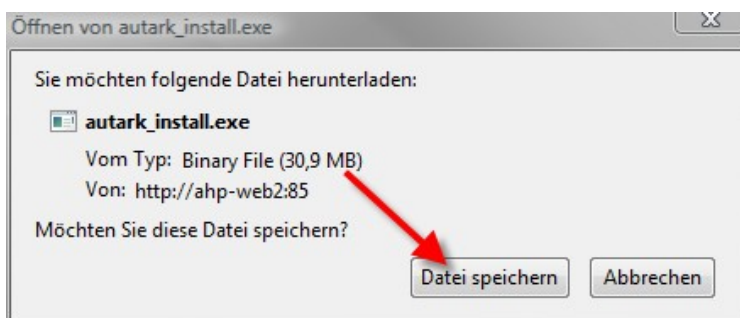 Öffnen von autark_install.exe
Sie möchten folgende Datei herunterladen:
autark_install.exe
Vom Typ: Binary File (30,9 MB)
Von: http://ahp-web2:85
Möchten Sie diese Datei speichern?
Datei speichern Abbrechen